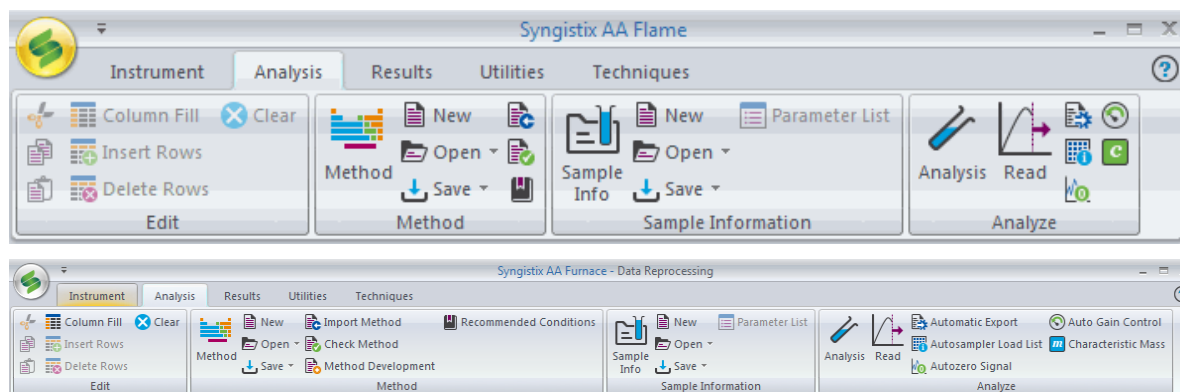 Syngistix AA Flame
Instrument Analysis Results Utilities Techniques
Column Fill Clear New New Parameter List
Insert Rows Method Open Sample Info Open Analysis Read
Delete Rows Save Save
Edit Method Sample Information Analyze
Syngistix AA Furnace - Data Reprocessing
Instrument Analysis Results Utilities Techniques
Column Fill Clear New Import Method Recommended Conditions New Parameter List Automatic Export Auto Gain Control
Insert Rows Method Open Check Method Sample Info Open Analysis Read Autosampler Load List m Characteristic Mass
Delete Rows Save Method Development Save Autozero Signal
Edit Method Sample Information Analyze